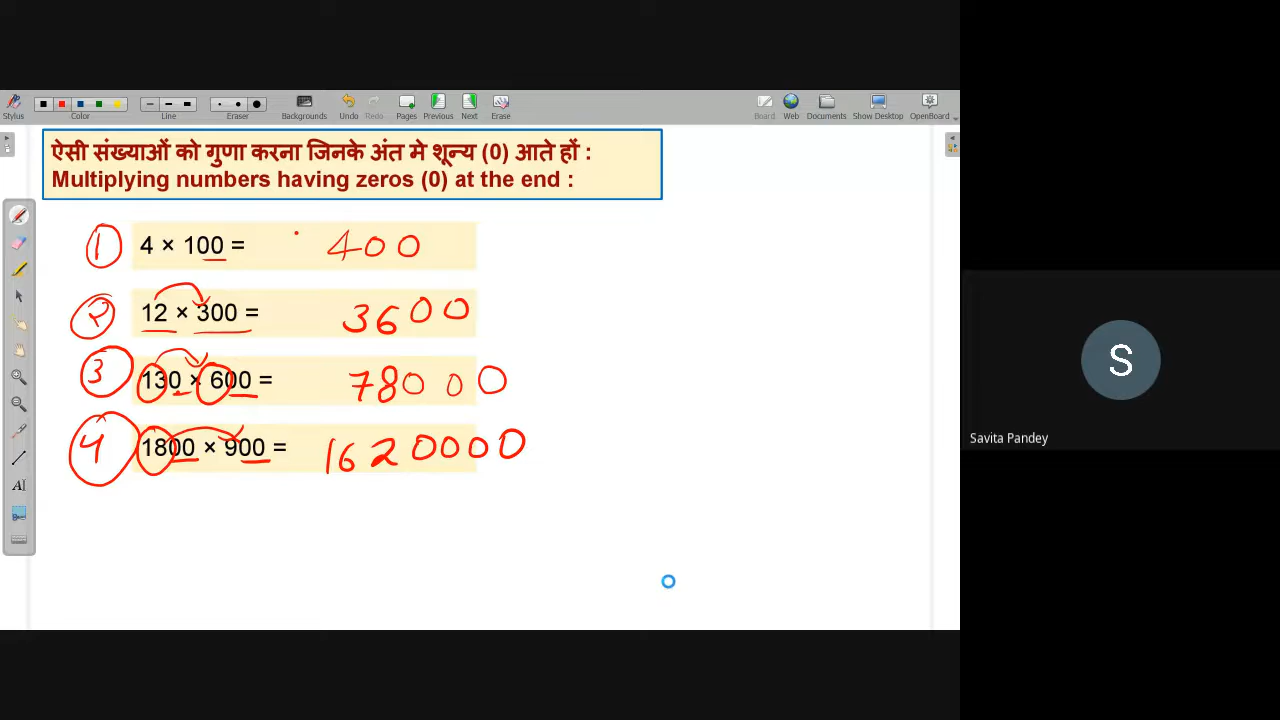 Stylus
Color
Line
Eraser
Backgrounds
Undo
Redo
Pages
Previous
Next
Erase
Board
Web
Documents
Show Desktop
OpenBoard
ऐसी संख्याओं को गुणा करना जिनके अंत मे शून्य (0) आते हों :
Multiplying numbers having zeros (0) at the end :
1 4 × 100 = 400
2 12 × 300 = 3600
3 130 × 600 = 78000
4 1800 × 900 = 1620000
S
Savita Pandey